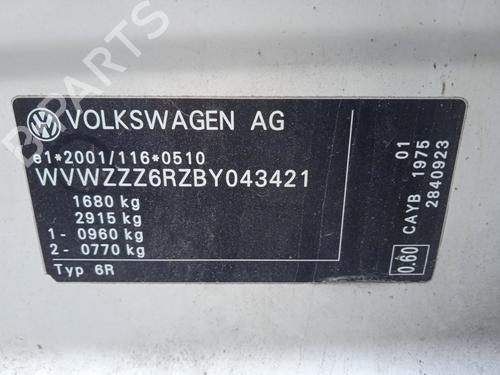 B-PARTS
VOLKSWAGEN AG
e1*2001/116*0510
WVWZZZ6RZBY043421
1680 kg
2915 kg
1 - 0960 kg
2 - 0770 kg
Typ 6R
01
CAYB 1975
2840923
0.60